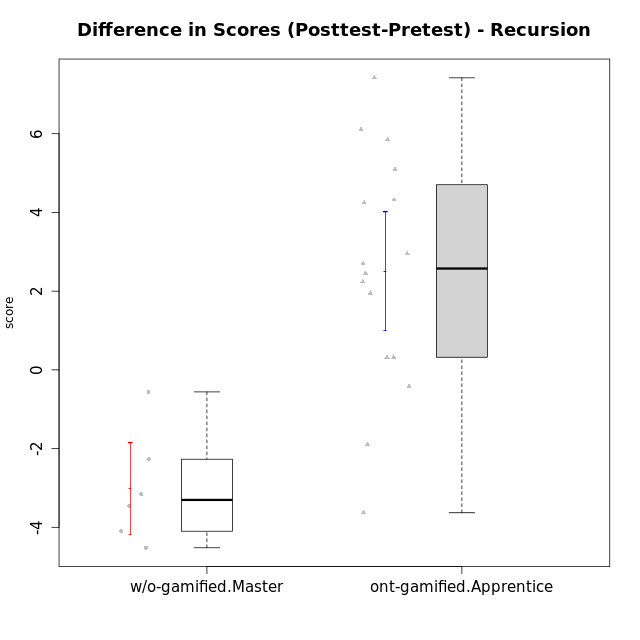 Difference in Scores (Posttest-Pretest) - Recursion
score
6
4
2
0
-2
-4
w/o-gamified.Master
ont-gamified.Apprentice